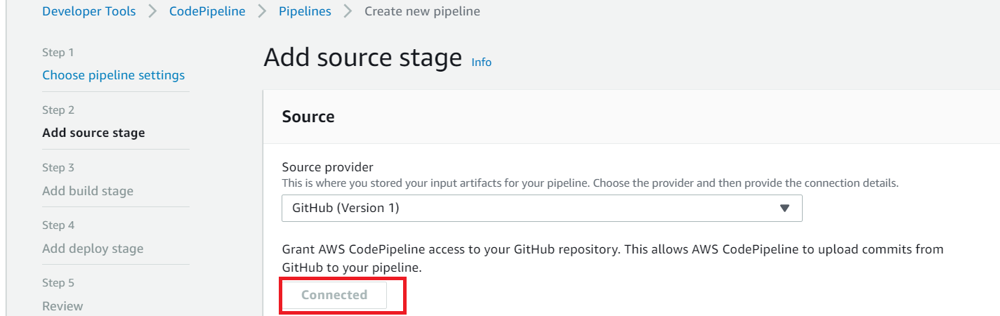 Developer Tools > CodePipeline > Pipelines > Create new pipeline
Step 1
Choose pipeline settings
Step 2
Add source stage
Step 3
Add build stage
Step 4
Add deploy stage
Step 5
Review
Add source stage Info
Source
Source provider
This is where you stored your input artifacts for your pipeline. Choose the provider and then provide the connection details.
GitHub (Version 1)
Grant AWS CodePipeline access to your GitHub repository. This allows AWS CodePipeline to upload commits from
GitHub to your pipeline.
Connected